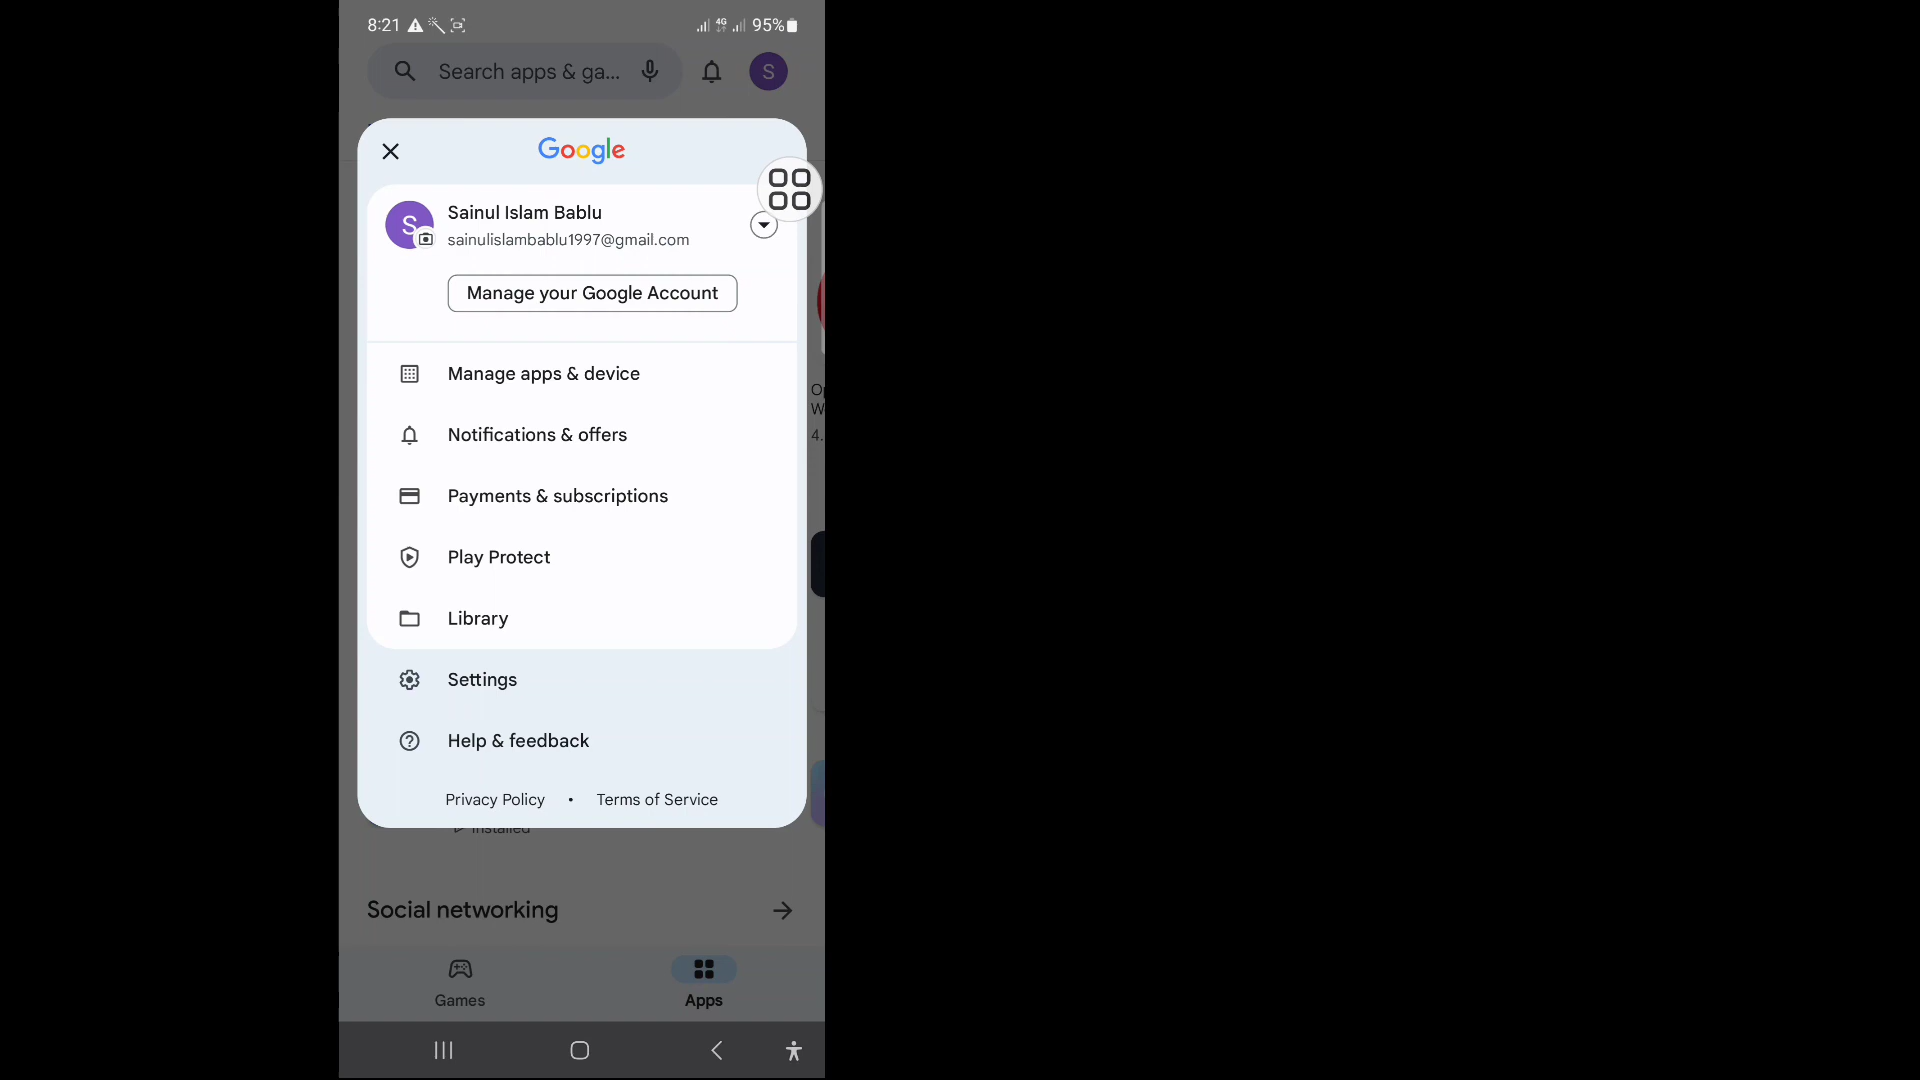 8:21
4G
95%
Search apps & ga...
S
Google
S
Sainul Islam Bablu
sainulislambablu1997@gmail.com
Manage your Google Account
Manage apps & device
Notifications & offers
Payments & subscriptions
Play Protect
Library
Settings
Help & feedback
Privacy Policy • Terms of Service
Installed
Social networking
Games
Apps